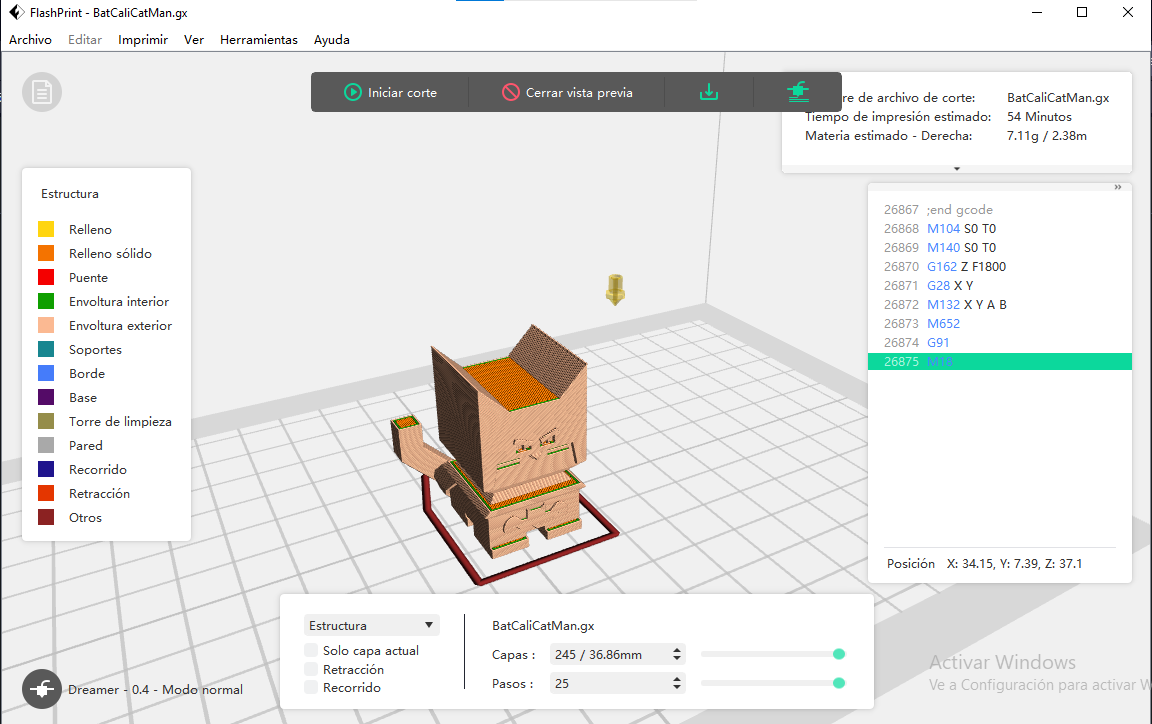 FlashPrint - BatCaliCatMan.gx
Archivo Editar Imprimir Ver Herramientas Ayuda
Iniciar corte
Cerrar vista previa
re de archivo de corte: BatCaliCatMan.gx
Tiempo de impresión estimado: 54 Minutos
Materia estimado - Derecha: 7.11g / 2.38m
Estructura
Relleno
Relleno sólido
Puente
Envoltura interior
Envoltura exterior
Soportes
Borde
Base
Torre de limpieza
Pared
Recorrido
Retracción
Otros
26867 ;end gcode
26868 M104 S0 T0
26869 M140 S0 T0
26870 G162 Z F1800
26871 G28 X Y
26872 M132 X Y A B
26873 M652
26874 G91
26875 M18
Posición X: 34.15, Y: 7.39, Z: 37.1
Estructura
Solo capa actual
Retracción
Recorrido
BatCaliCatMan.gx
Capas : 245 / 36.86mm
Pasos : 25
Dreamer - 0.4 - Modo normal
Activar Windows
Ve a Configuración para activar W